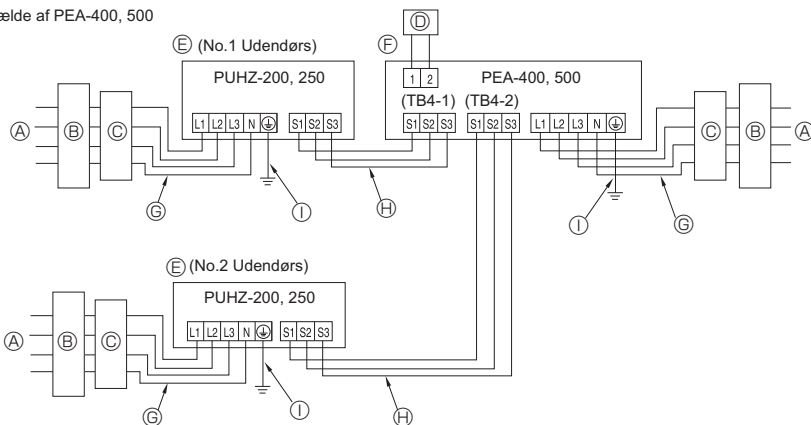 ælde af PEA-400, 500
Ⓔ (No.1 Udendørs)
PUHZ-200, 250
L1 L2 L3 N S1 S2 S3
Ⓐ Ⓑ Ⓒ
Ⓖ Ⓘ Ⓗ
Ⓓ
Ⓕ
1 2
PEA-400, 500
(TB4-1) (TB4-2)
S1 S2 S3 S1 S2 S3 L1 L2 L3 N
Ⓒ Ⓑ Ⓐ
Ⓘ Ⓖ
Ⓔ (No.2 Udendørs)
PUHZ-200, 250
L1 L2 L3 N S1 S2 S3
Ⓐ Ⓑ Ⓒ
Ⓖ Ⓘ Ⓗ